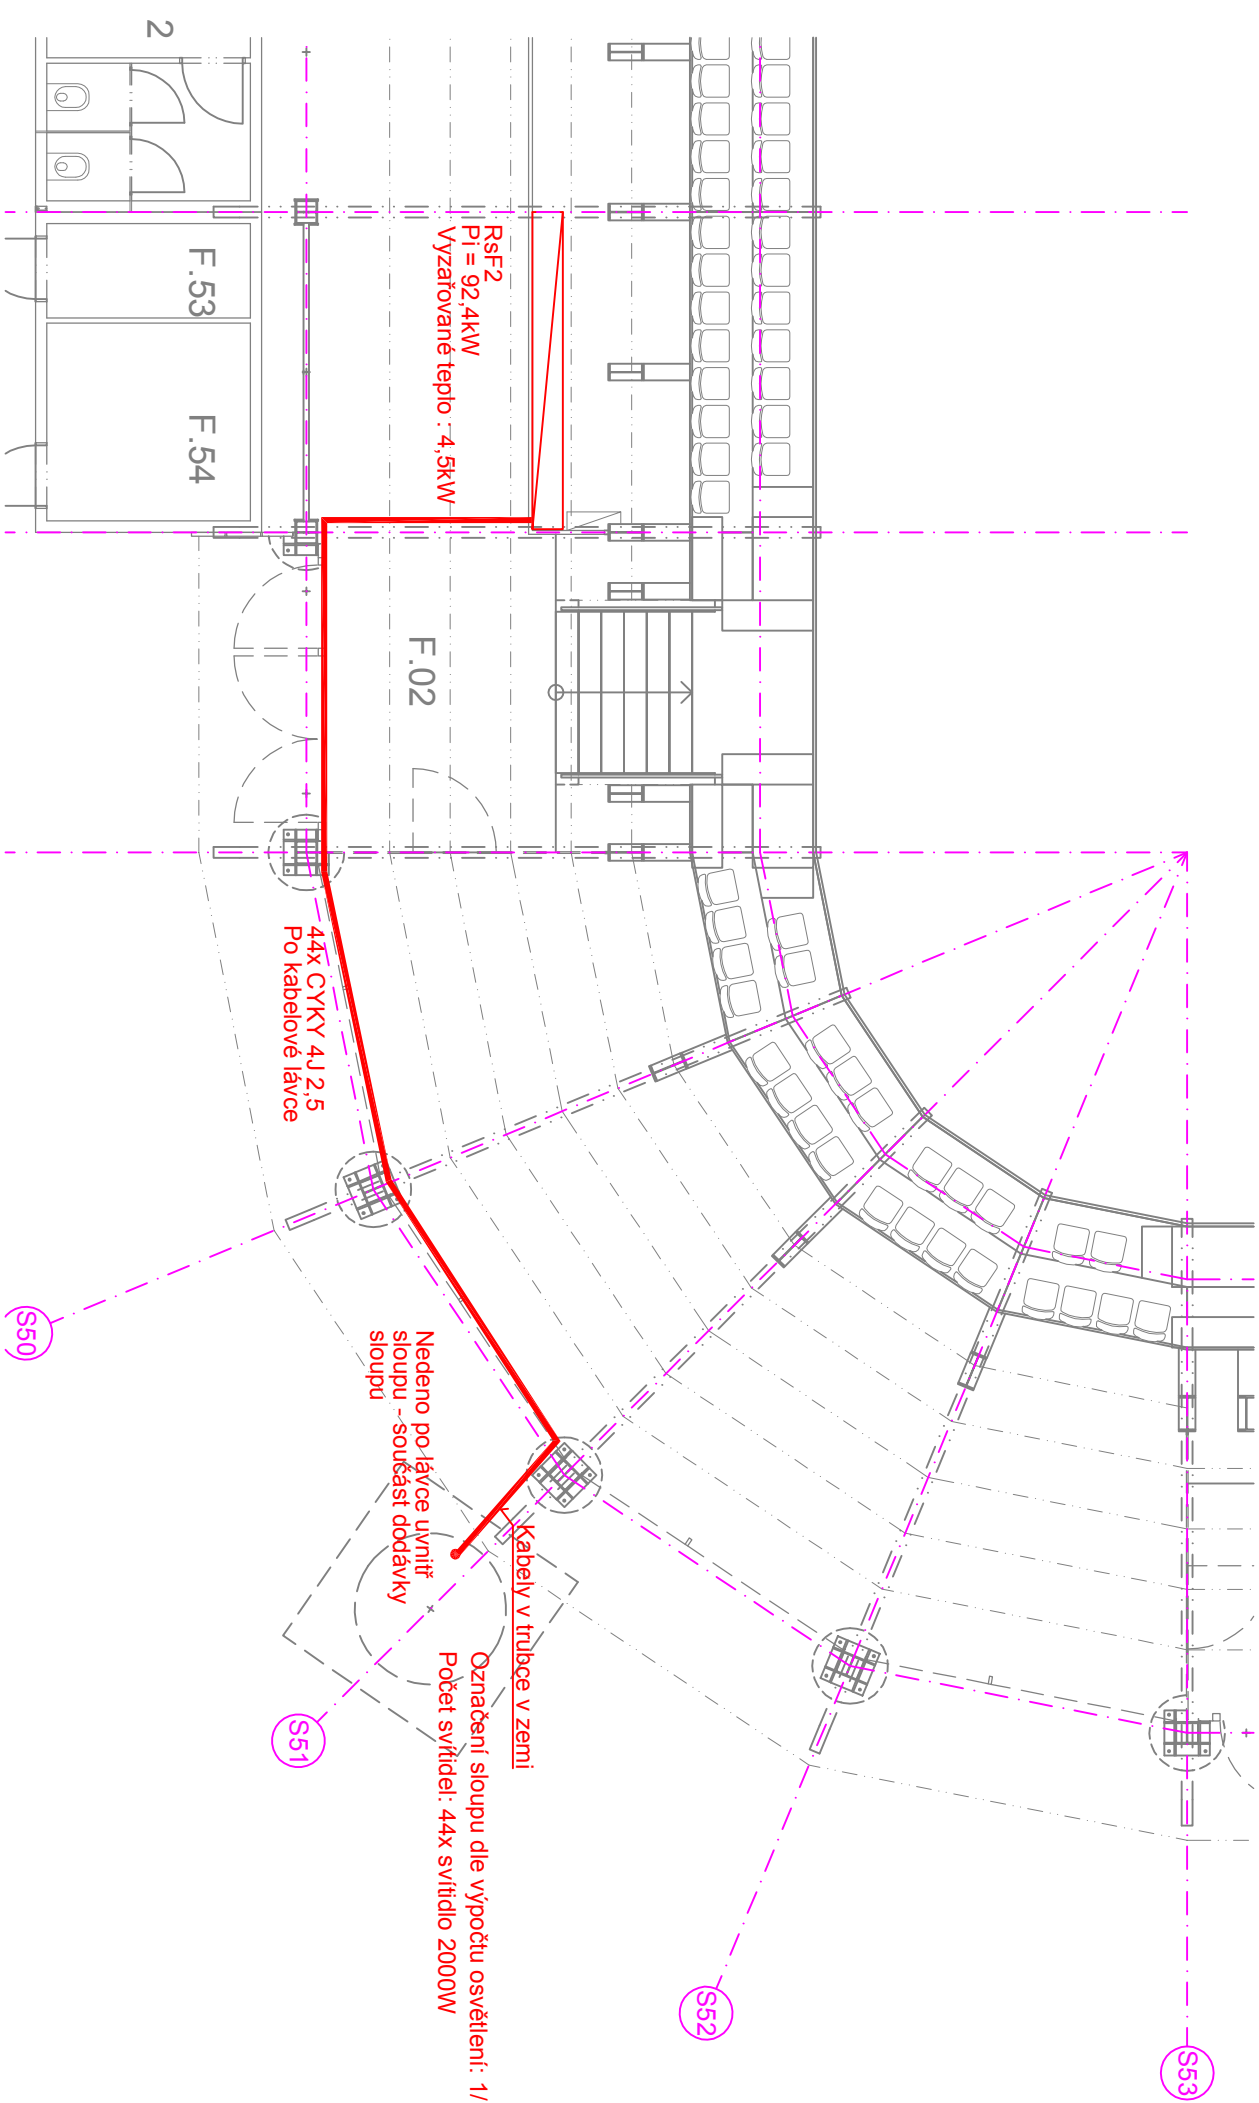 2
F.53
F.54
RsF2
Pi = 92,4kW
Vyzařované teplo : 4,5kW
F.02
44x CYKY 4J 2,5
Po kabelové lávce
S50
Nedeno po lávce uvnitř
sloupu - součást dodávky
sloupu
Kabely v trubce v zemi
Označení sloupu dle výpočtu osvětlení: 1/
Počet svítidel: 44x svítidlo 2000W
S51
S52
S53